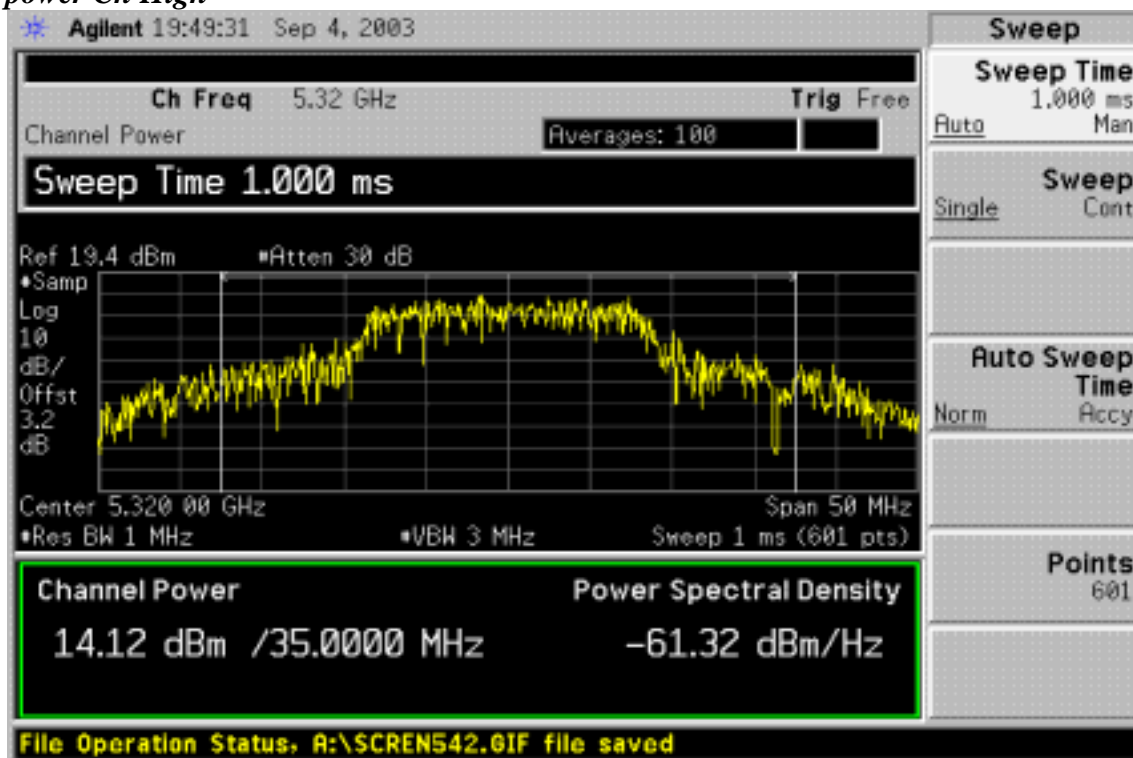 power Ch High
Agilent 19:49:31 Sep 4, 2003
Ch Freq 5.32 GHz Trig Free
Channel Power Averages: 100
Sweep Time 1.000 ms
Ref 19.4 dBm #Atten 30 dB
#Samp
Log
10
dB/
Offst
3.2
dB
Center 5.320 00 GHz Span 50 MHz
#Res BW 1 MHz #VBW 3 MHz Sweep 1 ms (601 pts)
Channel Power Power Spectral Density
14.12 dBm /35.0000 MHz -61.32 dBm/Hz
File Operation Status, A:\SCREN542.GIF file saved
Sweep
Sweep Time
1.000 ms
Auto Man
Sweep
Single Cont
Auto Sweep
Time
Norm Accy
Points
601